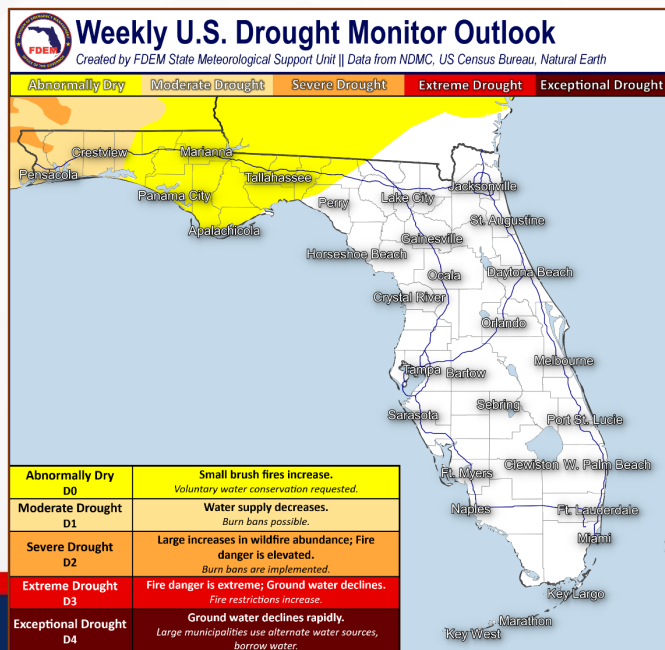 Weekly U.S. Drought Monitor Outlook
FDEM
Created by FDEM State Meteorological Support Unit || Data from NDMC, US Census Bureau, Natural Earth
Abnormally Dry Moderate Drought Severe Drought Extreme Drought Exceptional Drought
Crestview Marianna
Pensacola
Tallahassee
Panama City
Jacksonville
Perry Lake City
Apalachicola
St. Augustine
Gainesville
Horseshoe Beach
Ocala Daytona Beach
Crystal River
Orlando
Melbourne
Tampa Bartow
Sebring
Sarasota
Port St. Lucie
Clewiston W. Palm Beach
Ft. Myers
Naples Ft. Lauderdale
Miami
Key Largo
Marathon
Key West
Abnormally Dry
D0
Small brush fires increase.
Voluntary water conservation requested.
Moderate Drought
D1
Water supply decreases.
Burn bans possible.
Severe Drought
D2
Large increases in wildfire abundance; Fire
danger is elevated.
Burn bans are implemented.
Extreme Drought
D3
Fire danger is extreme; Ground water declines.
Fire restrictions increase.
Exceptional Drought
D4
Ground water declines rapidly.
Large municipalities use alternate water sources,
borrow water.